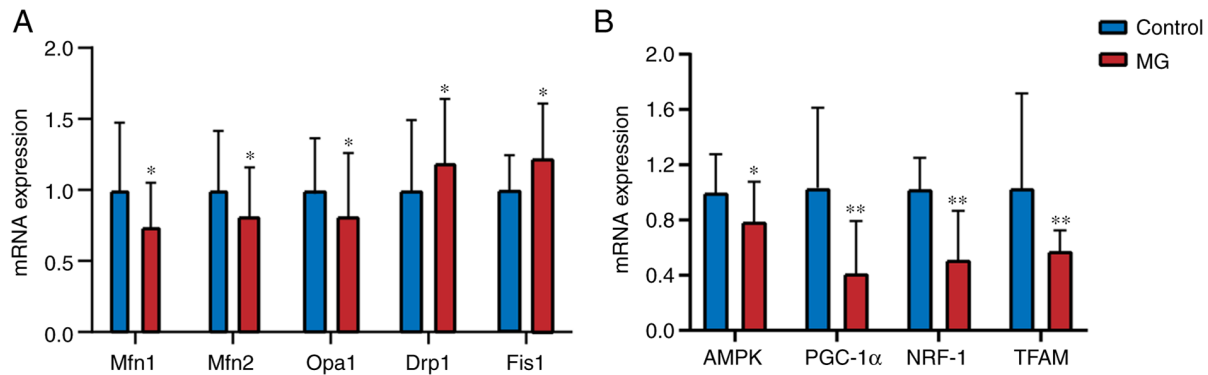 A
mRNA expression
2.0
1.5
1.0
0.5
0.0
* * * * *
Mfn1 Mfn2 Opa1 Drp1 Fis1
B
Control
MG
mRNA expression
2.0
1.6
1.2
0.8
0.4
0.0
* ** ** **
AMPK PGC-1α NRF-1 TFAM